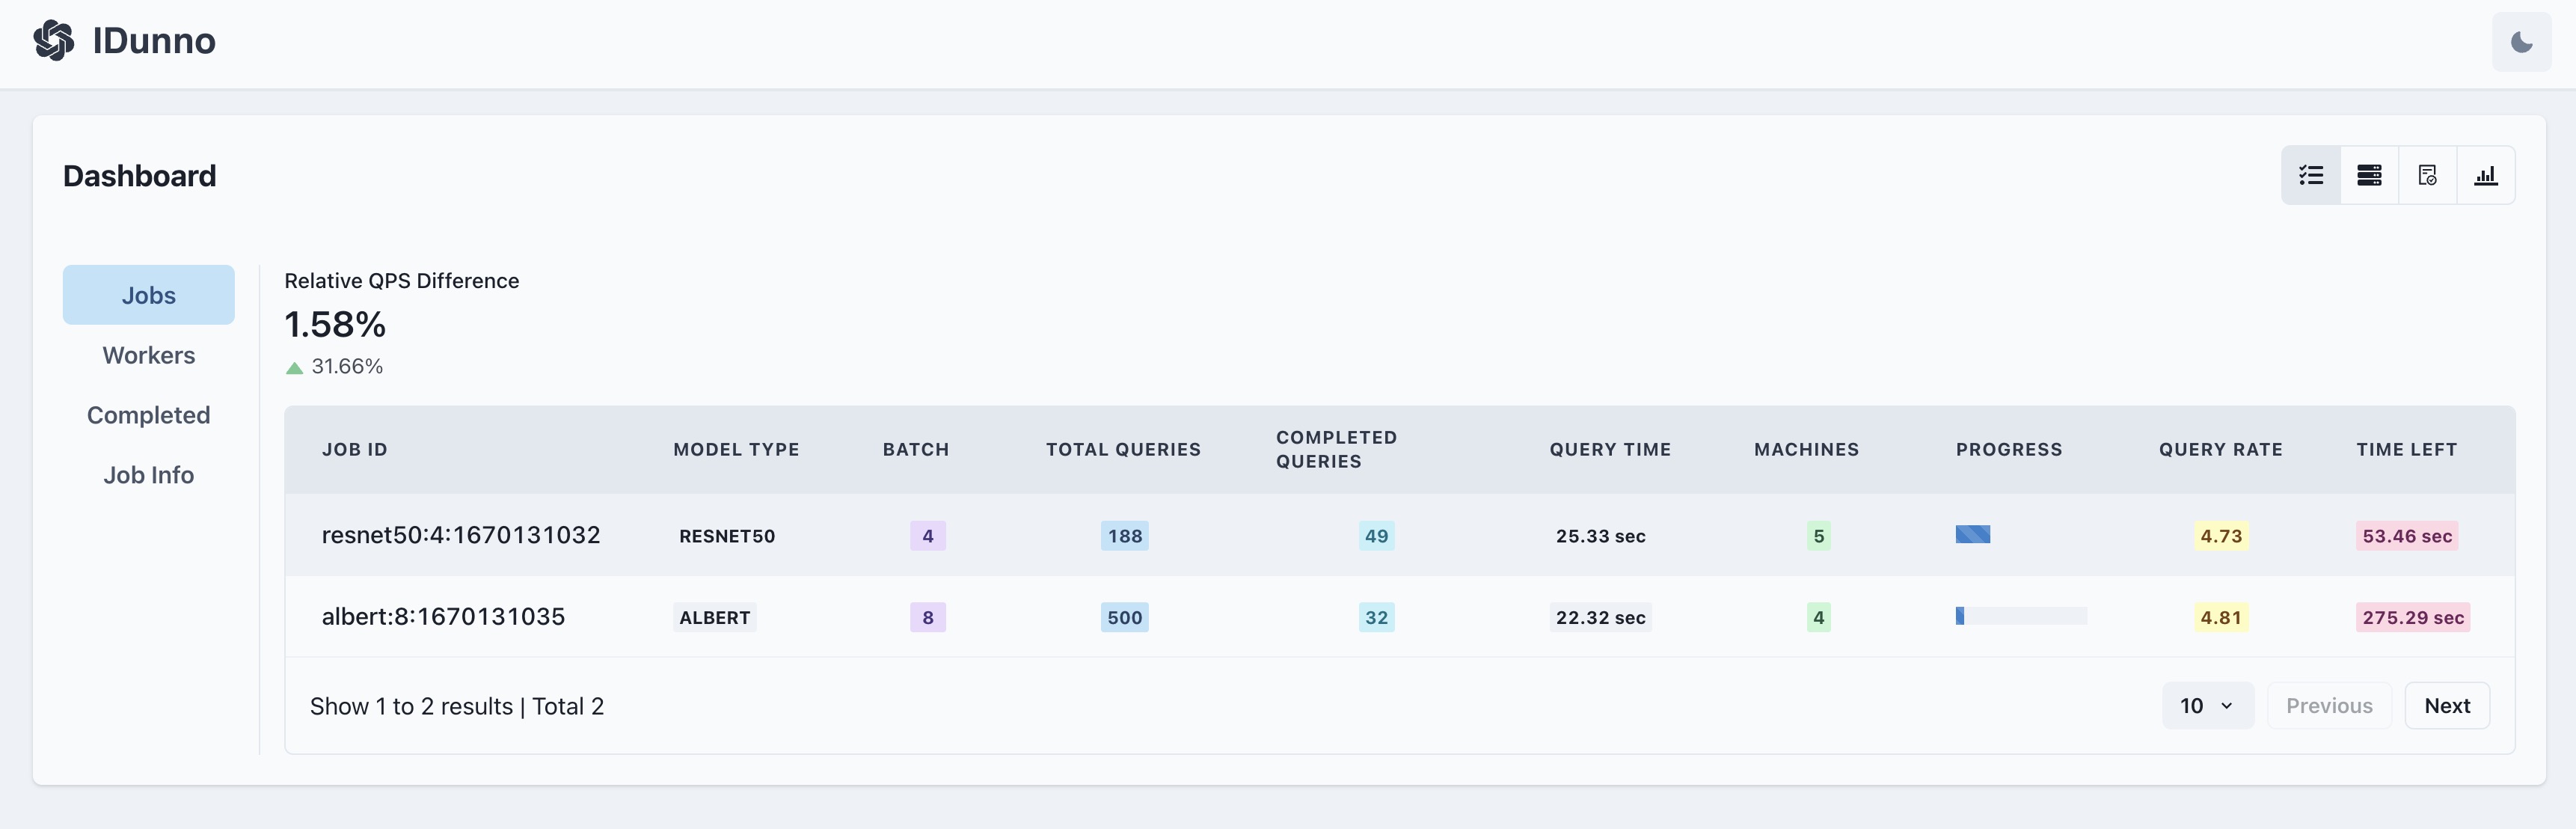 IDunno
Dashboard
Jobs
Workers
Completed
Job Info
Relative QPS Difference
1.58%
31.66%
JOB ID MODEL TYPE BATCH TOTAL QUERIES COMPLETED QUERIES QUERY TIME MACHINES PROGRESS QUERY RATE TIME LEFT
resnet50:4:1670131032 RESNET50 4 188 49 25.33 sec 5 4.73 53.46 sec
albert:8:1670131035 ALBERT 8 500 32 22.32 sec 4 4.81 275.29 sec
Show 1 to 2 results | Total 2 10 Previous Next